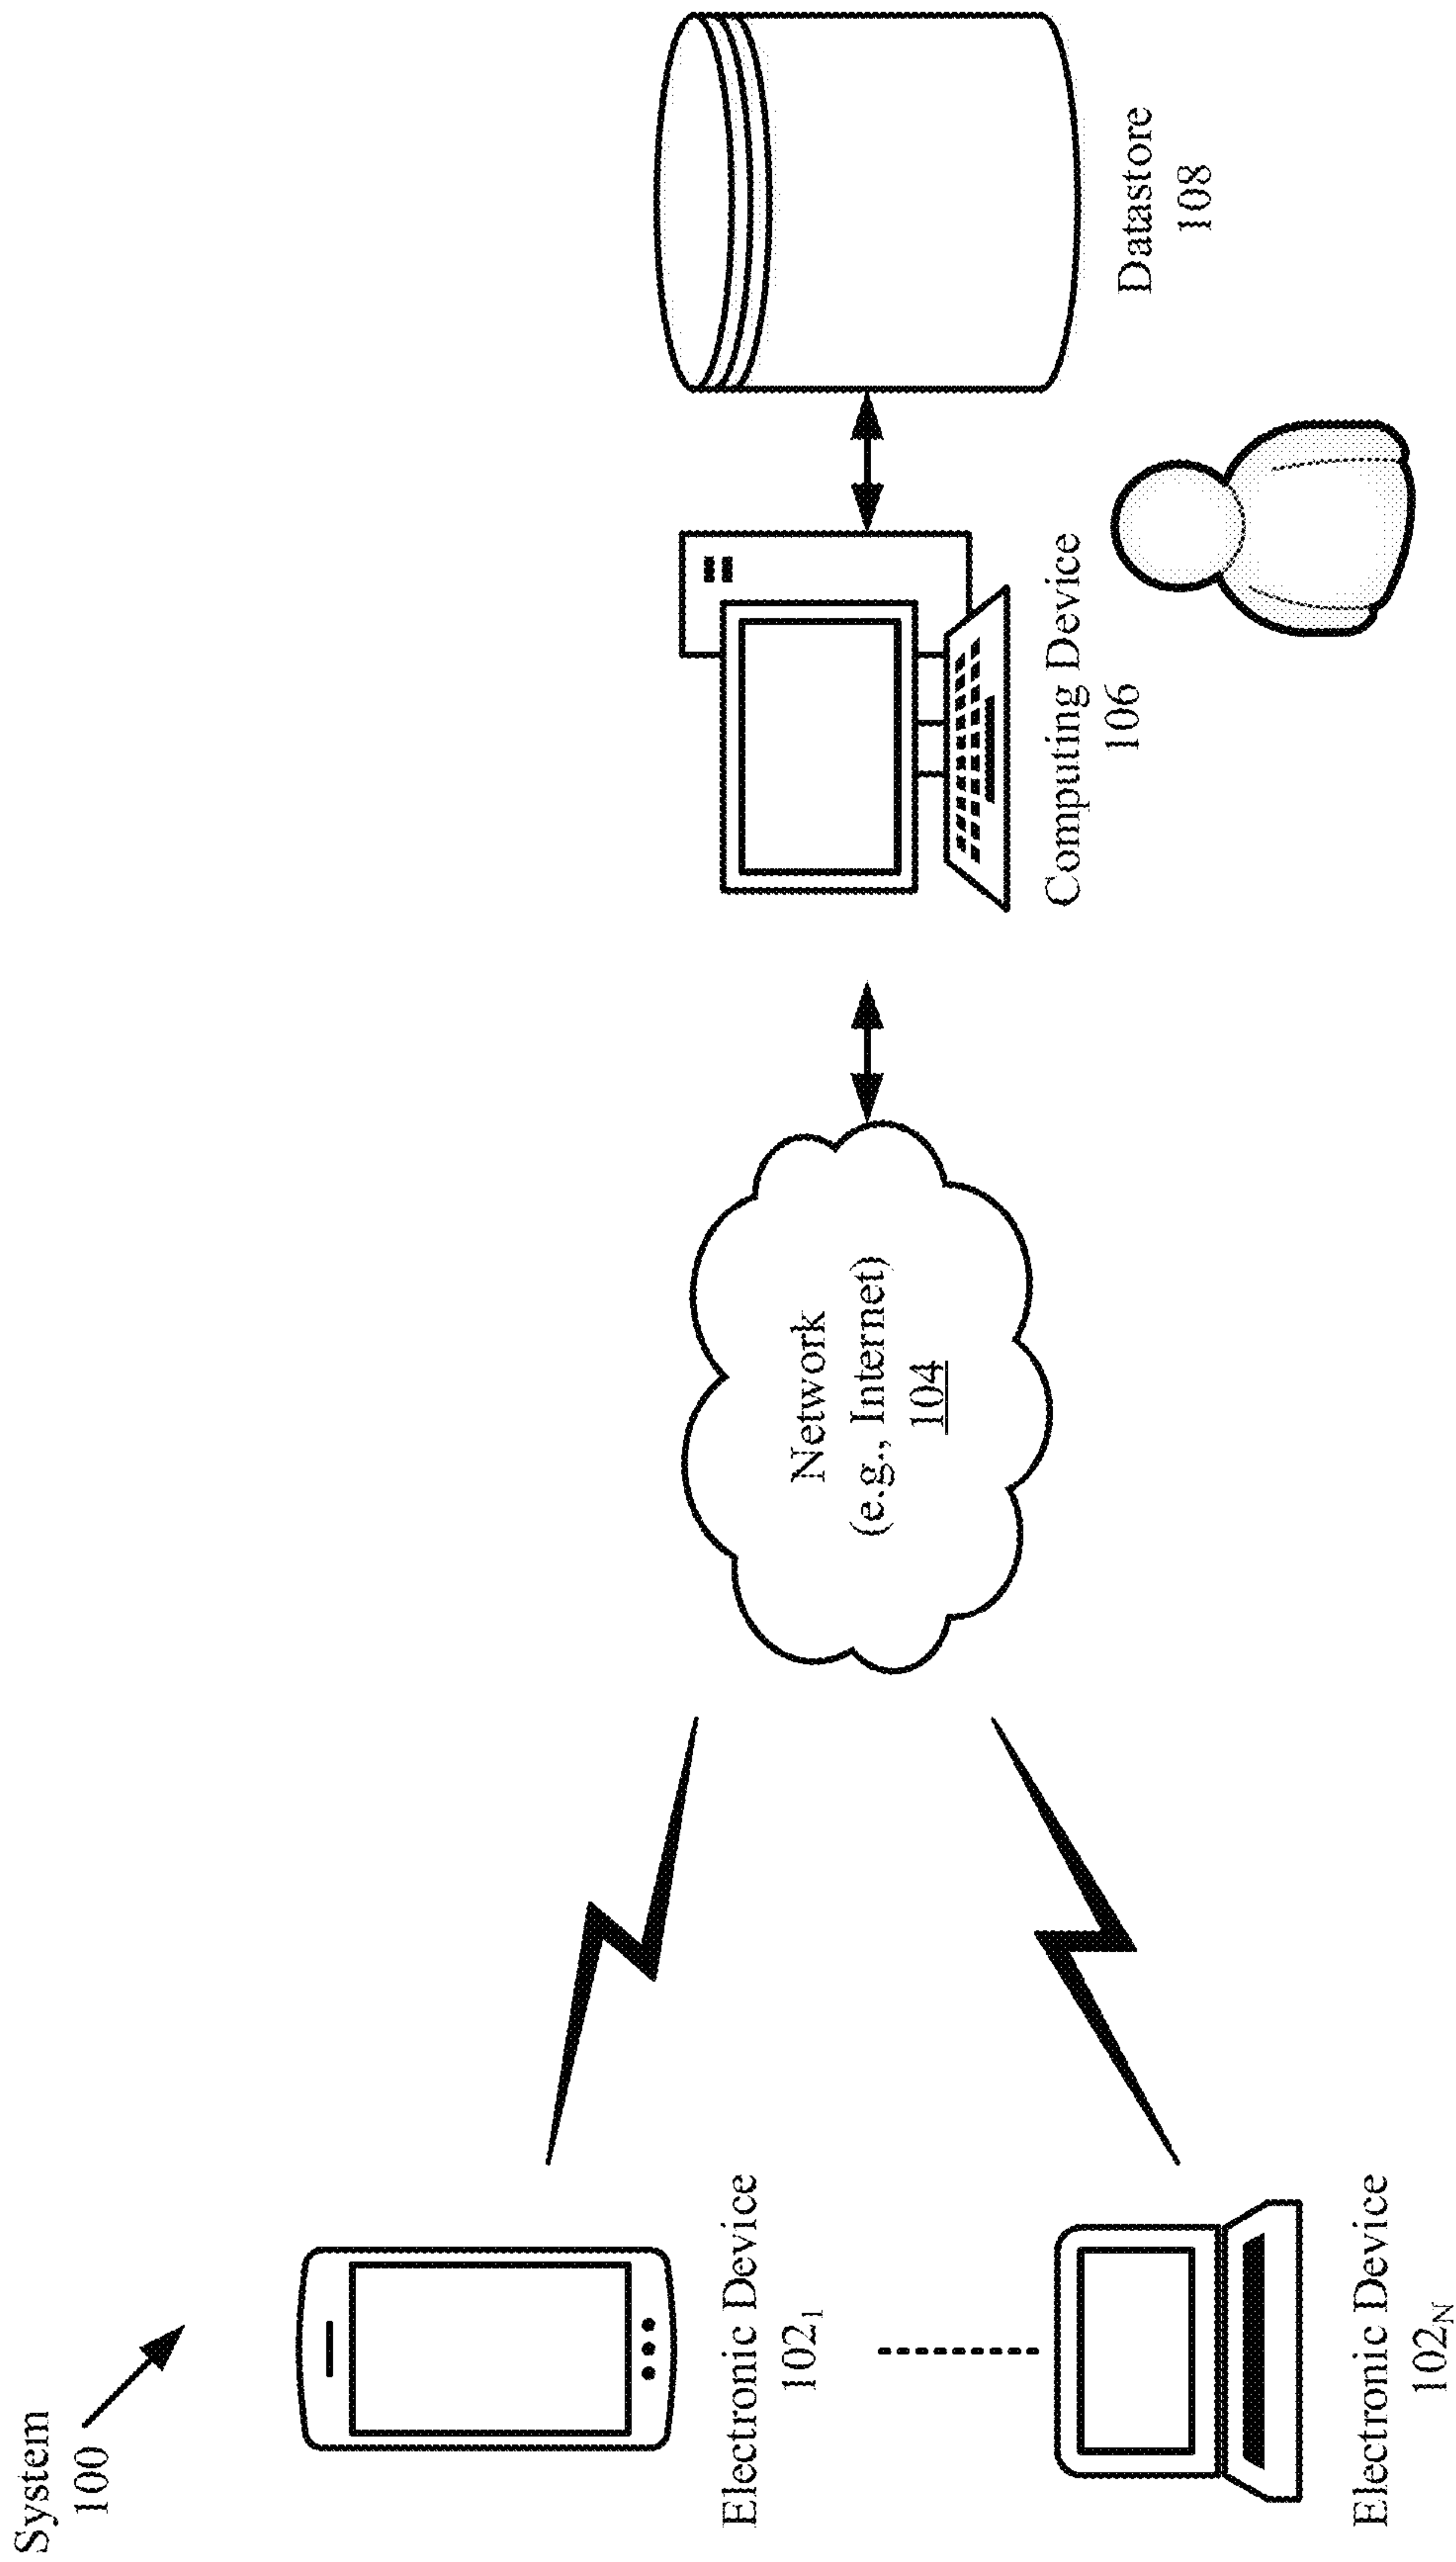 System
100
Electronic Device
102₁
Electronic Device
102ₙ
Network
(e.g., Internet)
104
Computing Device
106
Datastore
108